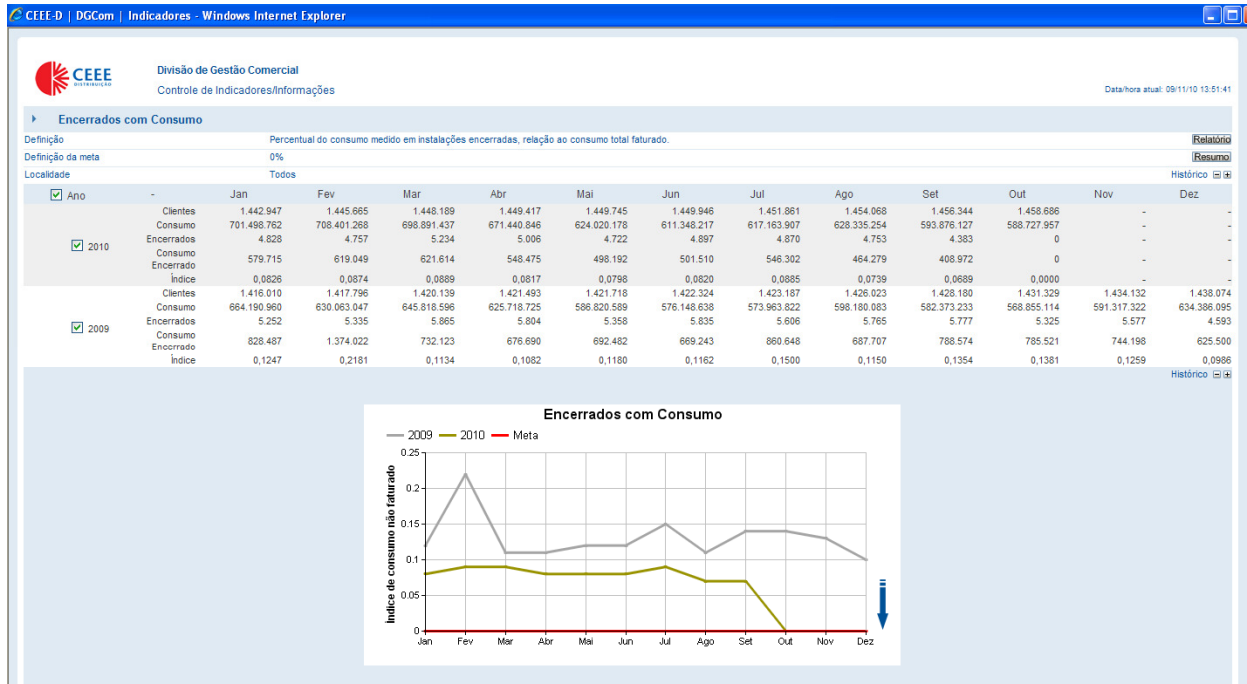 CEEE-D | DGCom | Indicadores - Windows Internet Explorer
CEEE
DISTRIBUIÇÃO
Divisão de Gestão Comercial
Controle de Indicadores/Informações
Data/hora atual: 09/11/10 13:51:41
Encerrados com Consumo
Definição Percentual do consumo medido em instalações encerradas, relação ao consumo total faturado. Relatório
Definição da meta 0% Resumo
Localidade Todos Histórico
Ano - Jan Fev Mar Abr Mai Jun Jul Ago Set Out Nov Dez
2010
Clientes 1.442.947 1.445.665 1.448.189 1.449.417 1.449.745 1.449.946 1.451.861 1.454.068 1.456.344 1.458.686 - -
Consumo 701.498.762 708.401.268 698.891.437 671.440.846 624.020.178 611.348.217 617.163.907 628.335.254 593.876.127 588.727.957 - -
Encerrados 4.828 4.757 5.234 5.006 4.722 4.897 4.870 4.753 4.383 0 - -
Consumo Encerrado 579.715 619.049 621.614 548.475 498.192 501.510 546.302 464.279 408.972 0 - -
Índice 0,0826 0,0874 0,0889 0,0817 0,0798 0,0820 0,0885 0,0739 0,0689 0,0000 - -
2009
Clientes 1.416.010 1.417.796 1.420.139 1.421.493 1.421.718 1.422.324 1.423.187 1.426.023 1.428.180 1.431.329 1.434.132 1.438.074
Consumo 664.190.960 630.063.047 645.818.596 625.718.725 586.820.589 576.148.638 573.963.822 598.180.083 582.373.233 568.855.114 591.317.322 634.386.095
Encerrados 5.252 5.335 5.865 5.804 5.358 5.835 5.606 5.765 5.777 5.325 5.577 4.593
Consumo Encerrado 828.487 1.374.022 732.123 676.690 692.482 669.243 860.648 687.707 788.574 785.521 744.198 625.500
Índice 0,1247 0,2181 0,1134 0,1082 0,1180 0,1162 0,1500 0,1150 0,1354 0,1381 0,1259 0,0986
Histórico
Encerrados com Consumo
2009 2010 Meta
Índice de consumo não faturado
0.25
0.2
0.15
0.1
0.05
0
Jan Fev Mar Abr Mai Jun Jul Ago Set Out Nov Dez